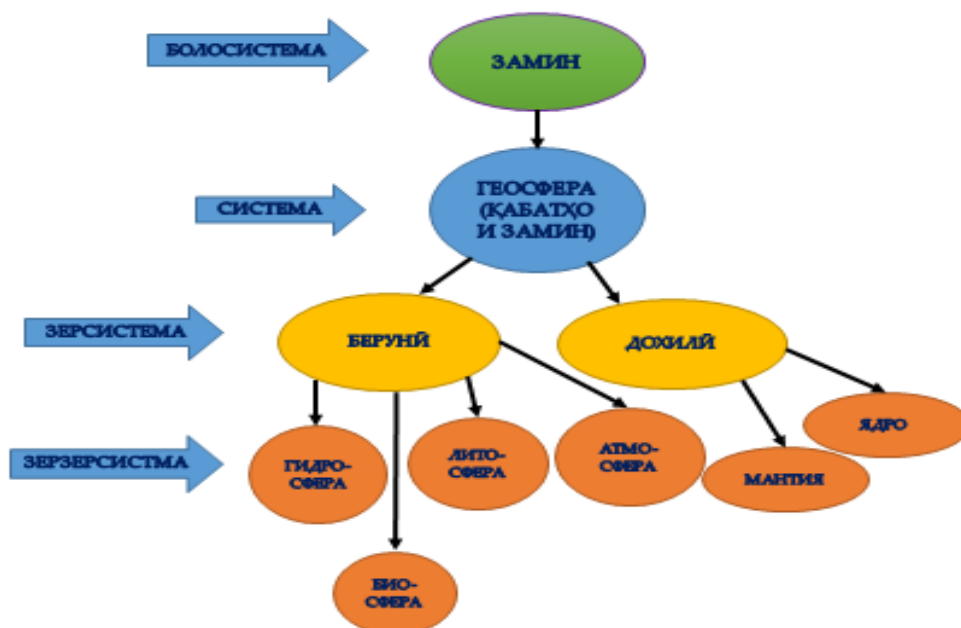 БОЛОСИСТЕМА
ЗАМИН
СИСТЕМА
ГЕОСФЕРА
(ҚАБАТҲО
И ЗАМИН)
ЗЕРСИСТЕМА
БЕРУНӢ
ДОХИЛӢ
ЗЕРЗЕРСИСТМА
ГИДРО-
СФЕРА
ЛИТО-
СФЕРА
АТМО-
СФЕРА
МАНТИЯ
ЯДРО
БИО-
СФЕРА